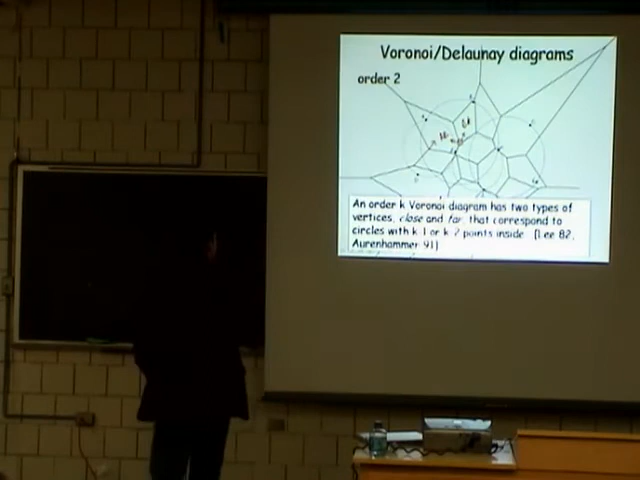 Voronoi/Delaunay diagrams
order 2
An order k Voronoi diagram has two types of
vertices, close and far, that correspond to
circles with k-1 or k-2 points inside. [Lee 82,
Aurenhammer 91]